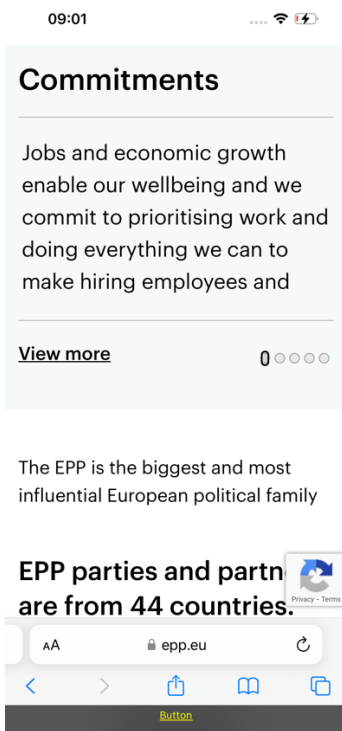 09:01
Commitments
Jobs and economic growth
enable our wellbeing and we
commit to prioritising work and
doing everything we can to
make hiring employees and
View more
The EPP is the biggest and most
influential European political family
EPP parties and partn
are from 44 countries.
Privacy - Terms
AA
epp.eu
Button